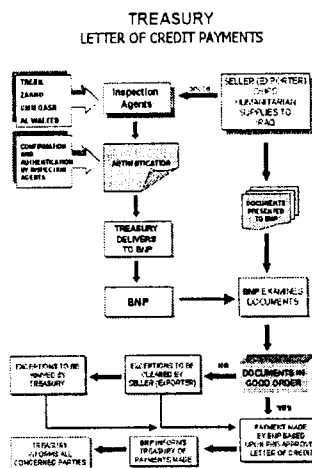 TREASURY
LETTER OF CREDIT PAYMENTS
TREBIL
ZAKHO
UMM QASR
AL WALEED
Inspection
Agents
SELLER (EXPORTER)
SHIPS
HUMANITARIAN
SUPPLIES TO
IRAQ
CONFIRMATION
AND
AUTHENTICATION
BY INSPECTION
AGENTS
DOCUMENTS
PRESENTED
TO BNP
TREASURY
DELIVERS
TO BNP
BNP
BNP EXAMINES
DOCUMENTS
EXCEPTIONS TO BE
WAIVED BY
TREASURY
EXCEPTIONS TO BE
CLEARED BY
SELLER (EXPORTER)
NO
DOCUMENTS IN
GOOD ORDER
YES
TREASURY
INFORMS ALL
CONCERNED PARTIES
BNP INFORMS
TREASURY OF
PAYMENTS MADE
PAYMENT MADE
BY BNP BASED
UPON PRE-APPROVED
LETTER OF CREDIT